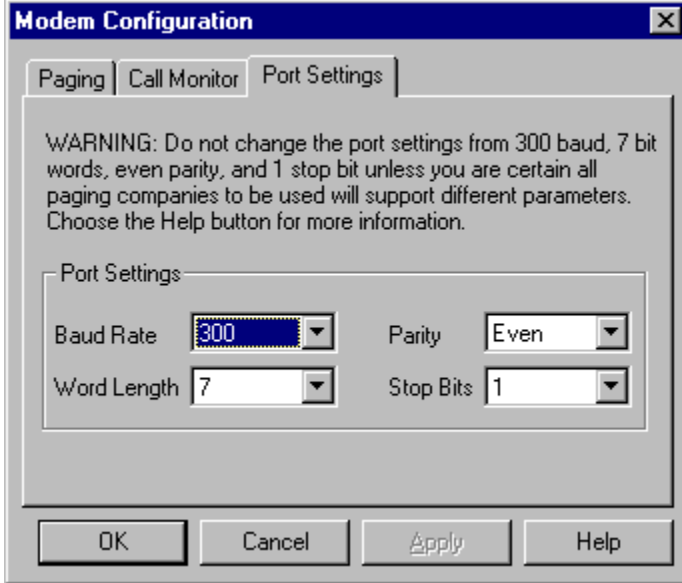 Modem Configuration
Paging Call Monitor Port Settings
WARNING: Do not change the port settings from 300 baud, 7 bit
words, even parity, and 1 stop bit unless you are certain all
paging companies to be used will support different parameters.
Choose the Help button for more information.
Port Settings
Baud Rate 300 Parity Even
Word Length 7 Stop Bits 1
OK Cancel Apply Help